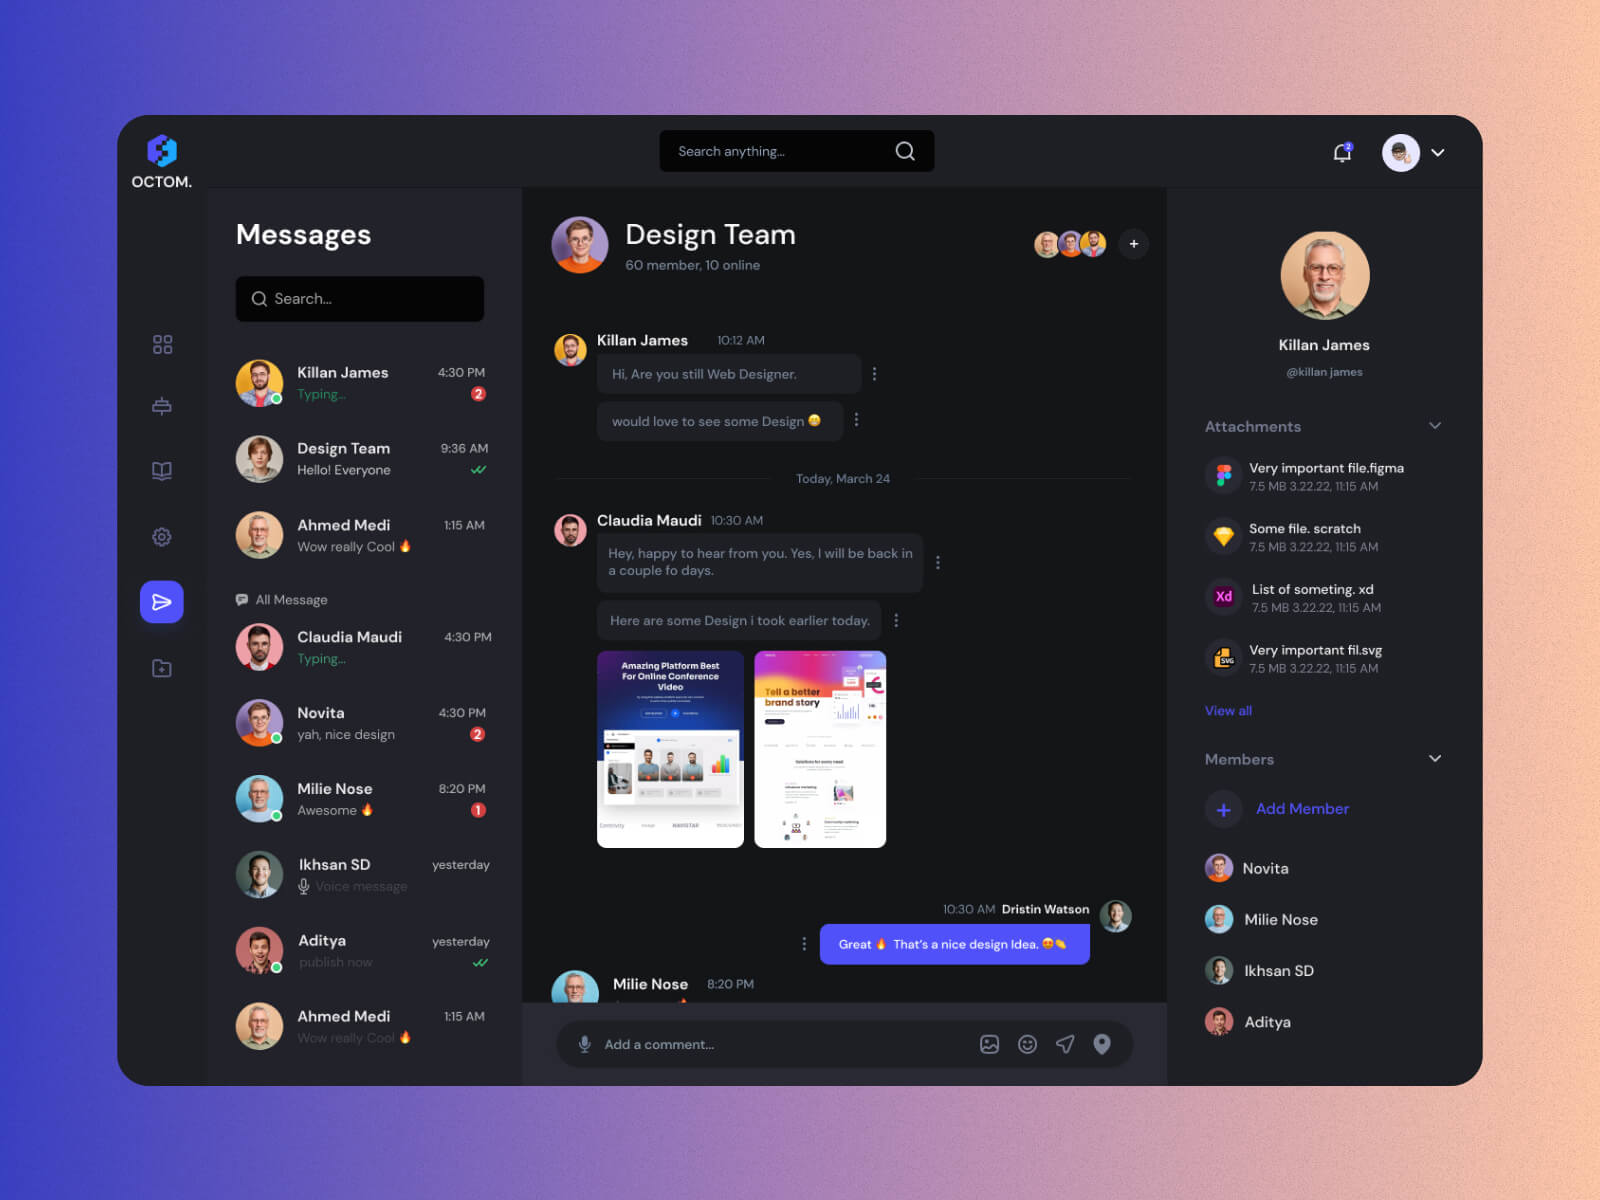 OCTOM.
Search anything...
2
Messages
Search...
Killan James
4:30 PM
Typing...
2
Design Team
9:36 AM
Hello! Everyone
Ahmed Medi
1:15 AM
Wow really Cool 🔥
All Message
Claudia Maudi
4:30 PM
Typing...
Novita
4:30 PM
yah, nice design
2
Milie Nose
8:20 PM
Awesome 🔥
1
Ikhsan SD
yesterday
Voice message
Aditya
yesterday
publish now
Ahmed Medi
1:15 AM
Wow really Cool 🔥
Design Team
60 member, 10 online
+
Killan James 10:12 AM
Hi, Are you still Web Designer.
would love to see some Design 😁
Today, March 24
Claudia Maudi 10:30 AM
Hey, happy to hear from you. Yes, I will be back in
a couple fo days.
Here are some Design i took earlier today.
Amazing Platform Best
For Online Conference
Video
NAVISTAR
Tell a better
brand story
Solutions for every need
10:30 AM Dristin Watson
Great 🔥 That's a nice design Idea. 😍👏
Milie Nose 8:20 PM
Add a comment...
Killan James
@killan james
Attachments
Very important file.figma
7.5 MB 3.22.22, 11:15 AM
Some file. scratch
7.5 MB 3.22.22, 11:15 AM
Xd
List of someting. xd
7.5 MB 3.22.22, 11:15 AM
SVG
Very important fil.svg
7.5 MB 3.22.22, 11:15 AM
View all
Members
+ Add Member
Novita
Milie Nose
Ikhsan SD
Aditya